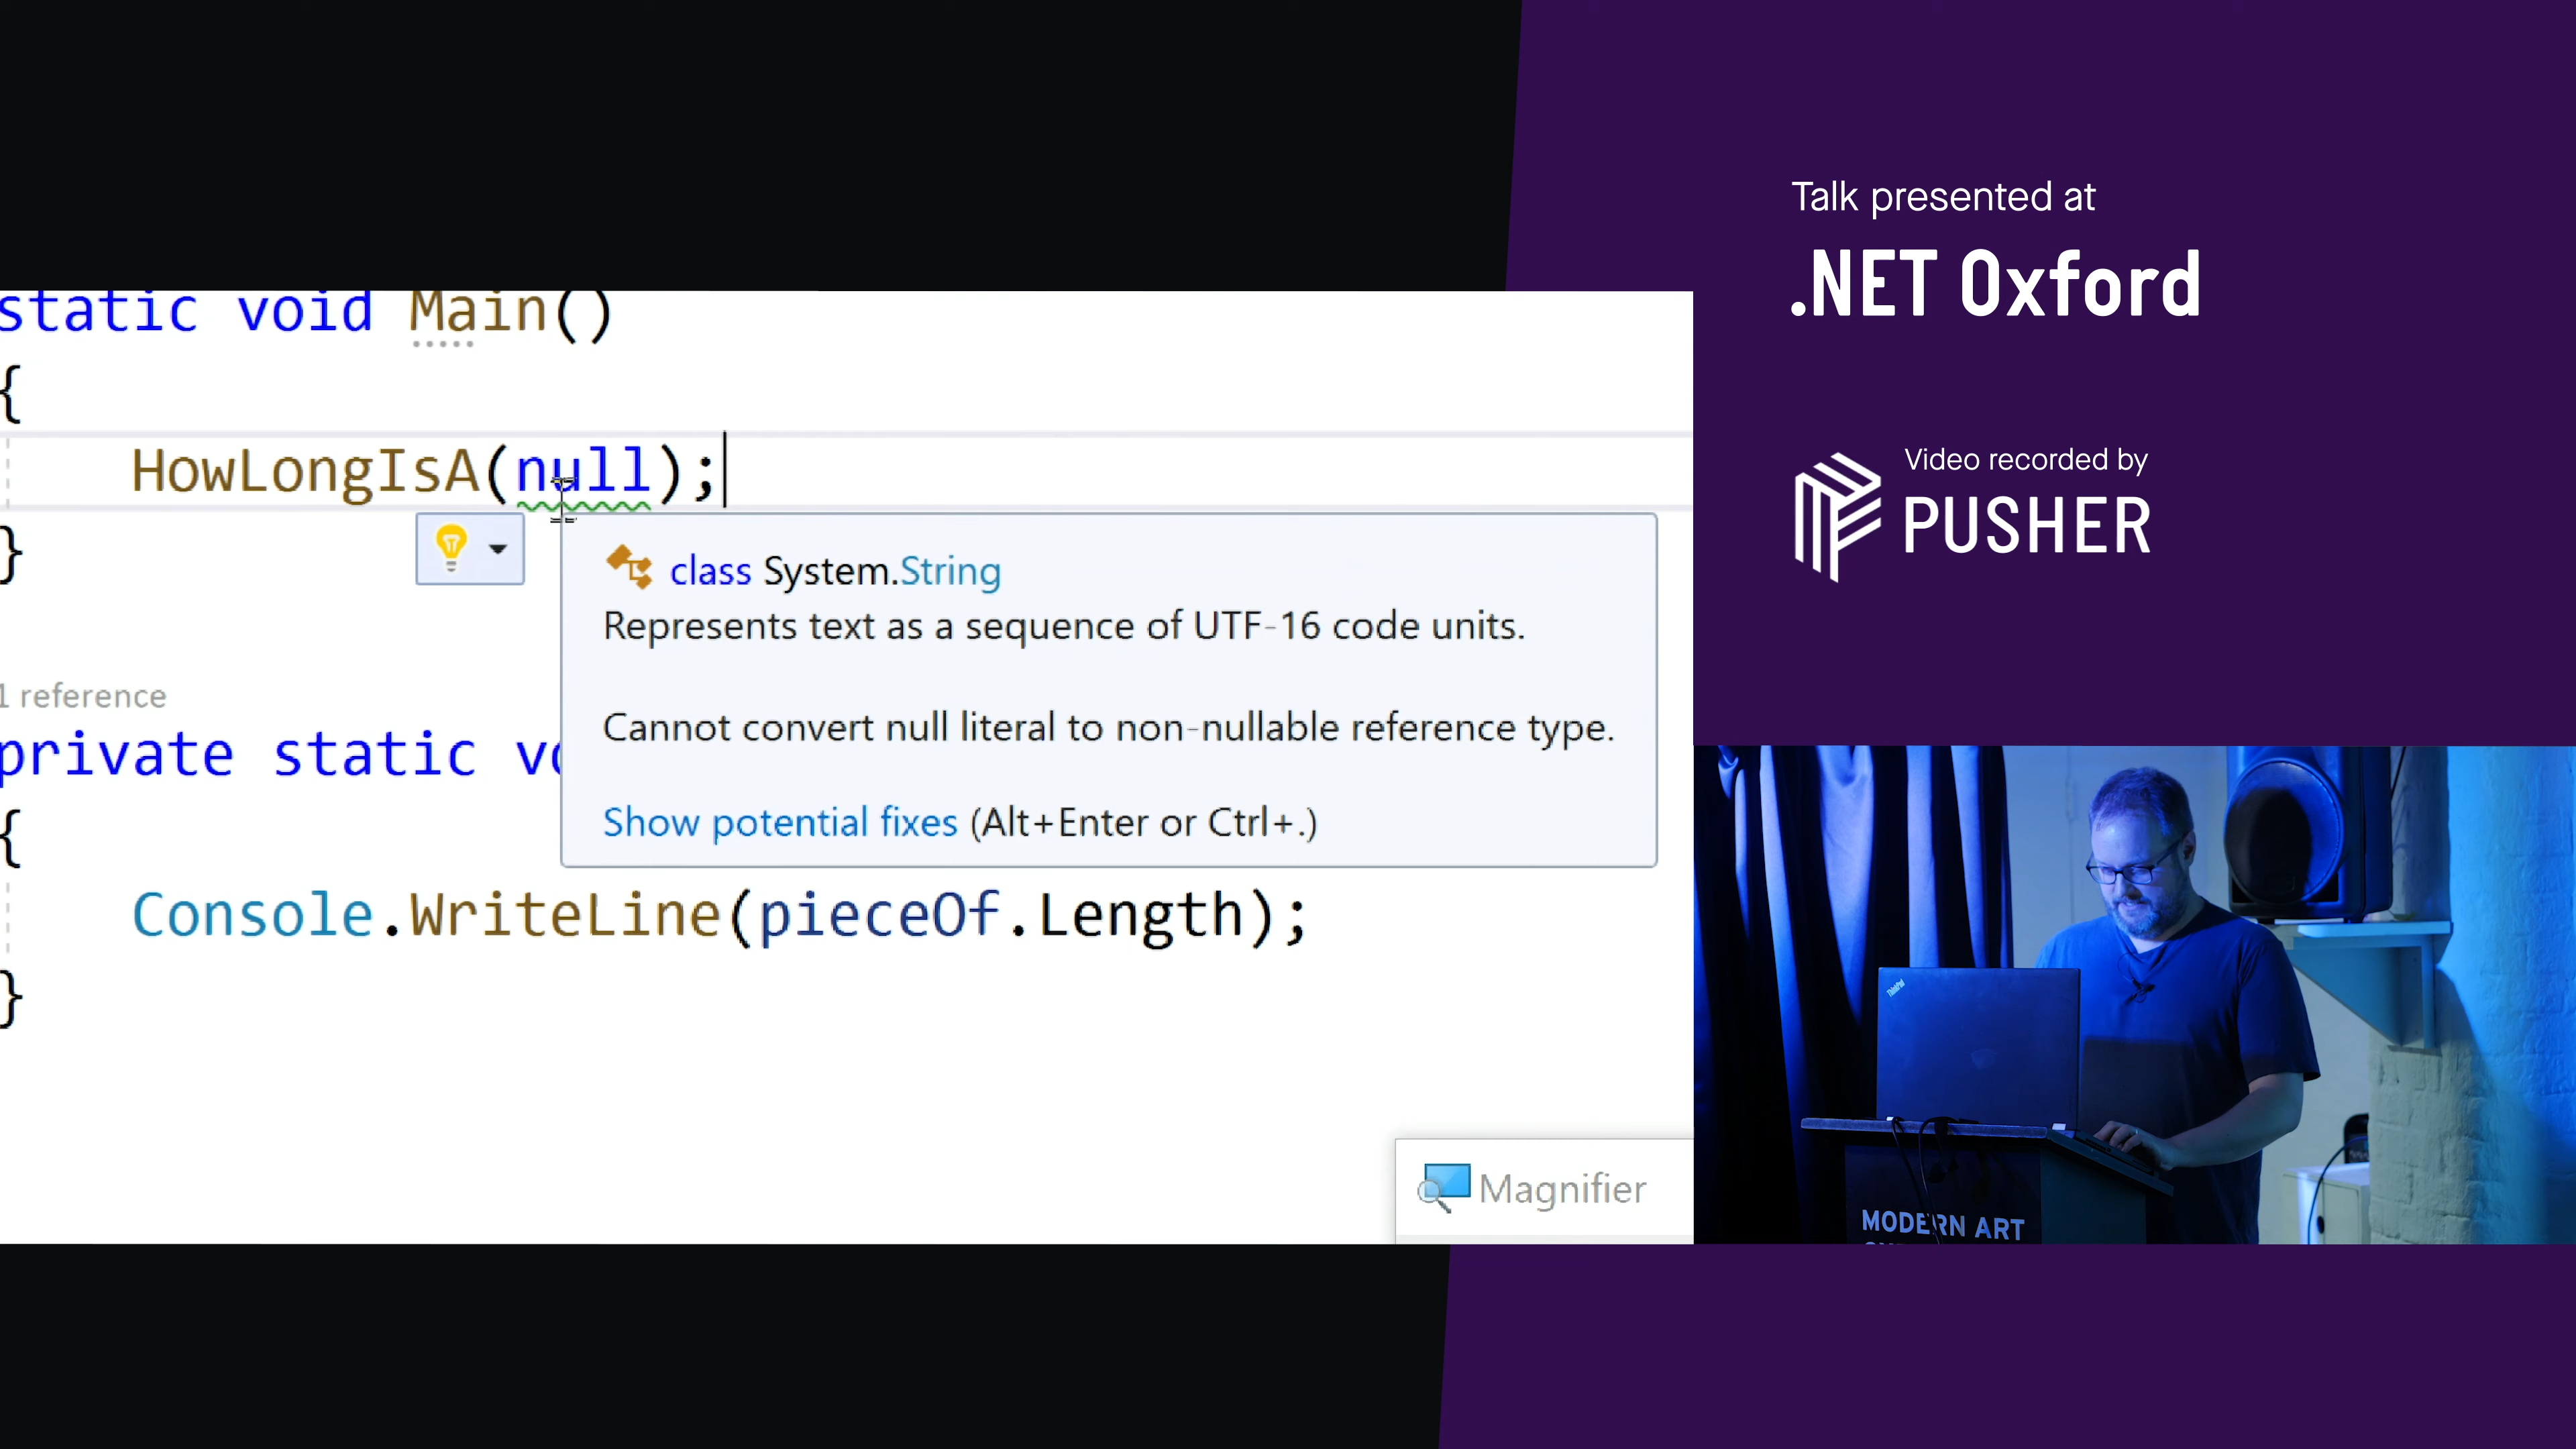 static void Main()
{
HowLongIsA(null);
}
class System.String
Represents text as a sequence of UTF-16 code units.
Cannot convert null literal to non-nullable reference type.
Show potential fixes (Alt+Enter or Ctrl+.)
1 reference
private static
{
Console.WriteLine(pieceOf.Length);
}
Magnifier
Talk presented at
.NET Oxford
Video recorded by
PUSHER
ThinkPad
MODERN ART